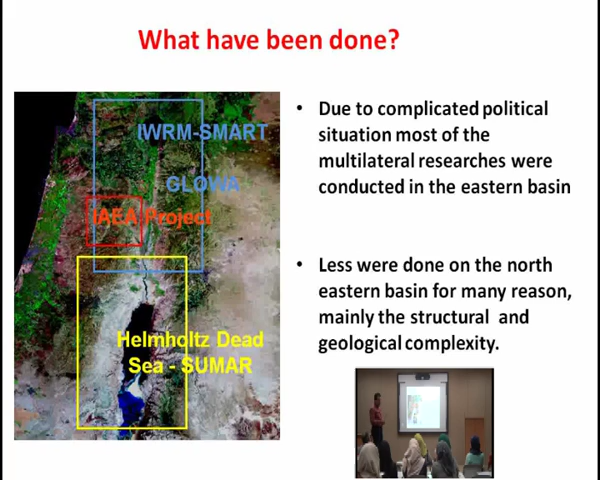 What have been done?
IWRM-SMART
GLOWA
IAEA Project
Helmholtz Dead
Sea - SUMAR
• Due to complicated political
situation most of the
multilateral researches were
conducted in the eastern basin
• Less were done on the north
eastern basin for many reason,
mainly the structural and
geological complexity.